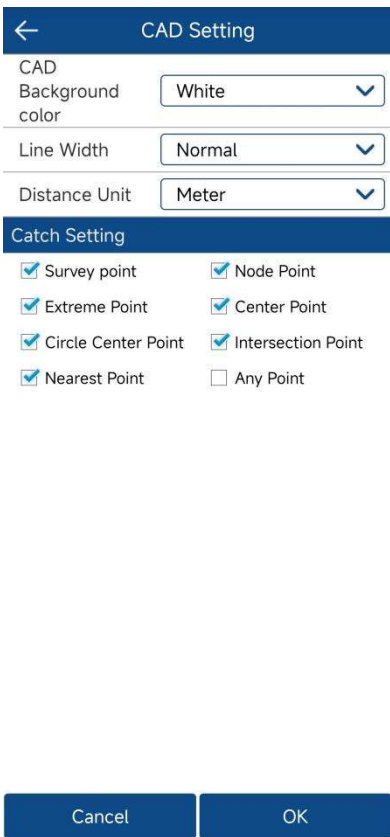 CAD Setting
CAD
Background
color
White
Line Width
Normal
Distance Unit
Meter
Catch Setting
Survey point
Node Point
Extreme Point
Center Point
Circle Center Point
Intersection Point
Nearest Point
Any Point
Cancel
OK